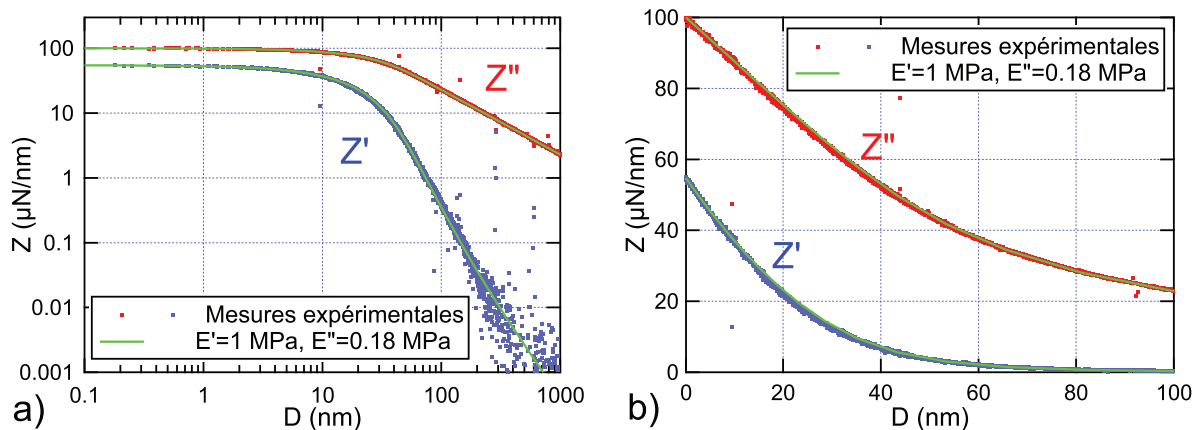 100
10
1
0.1
0.01
0.001
Z (µN/nm)
Z"
Z'
Mesures expérimentales
E'=1 MPa, E"=0.18 MPa
0.1
1
10
100
1000
D (nm)
a)
100
80
60
40
20
0
Z (µN/nm)
Mesures expérimentales
E'=1 MPa, E''=0.18 MPa
Z"
Z'
0
20
40
60
80
100
D (nm)
b)